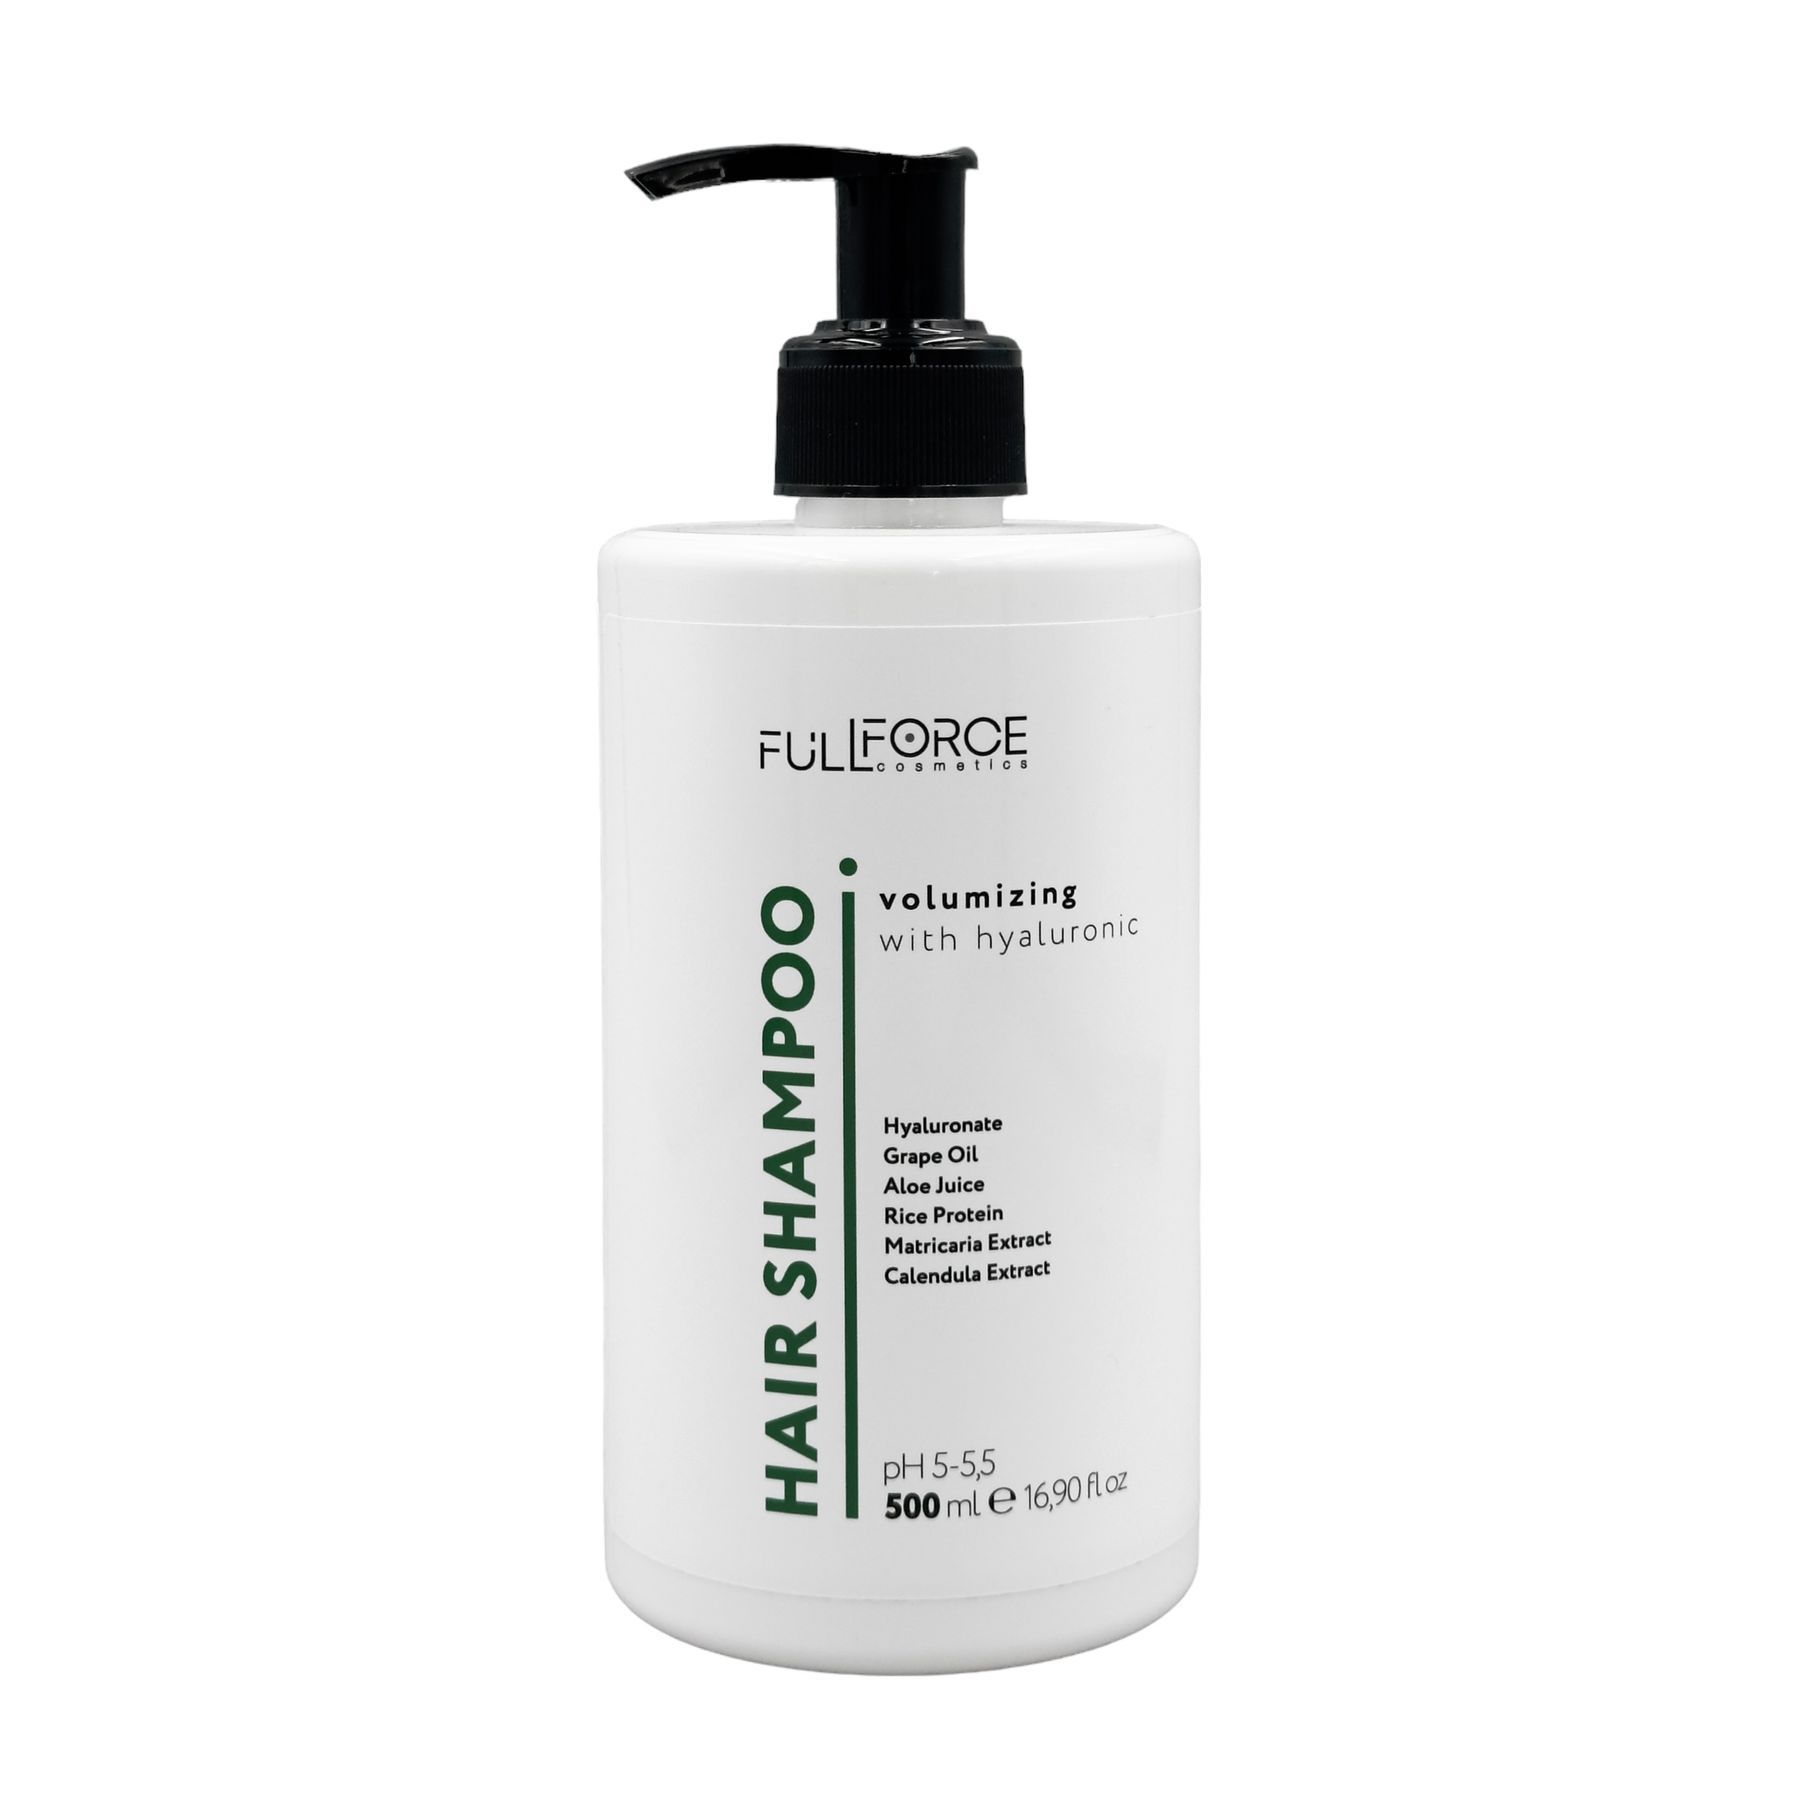 FULLFORCE
cosmetics
HAIR SHAMPOO
volumizing
with hyaluronic
Hyaluronate
Grape Oil
Aloe Juice
Rice Protein
Matricaria Extract
Calendula Extract
pH 5-5,5
500 ml ℮ 16,90 fl oz